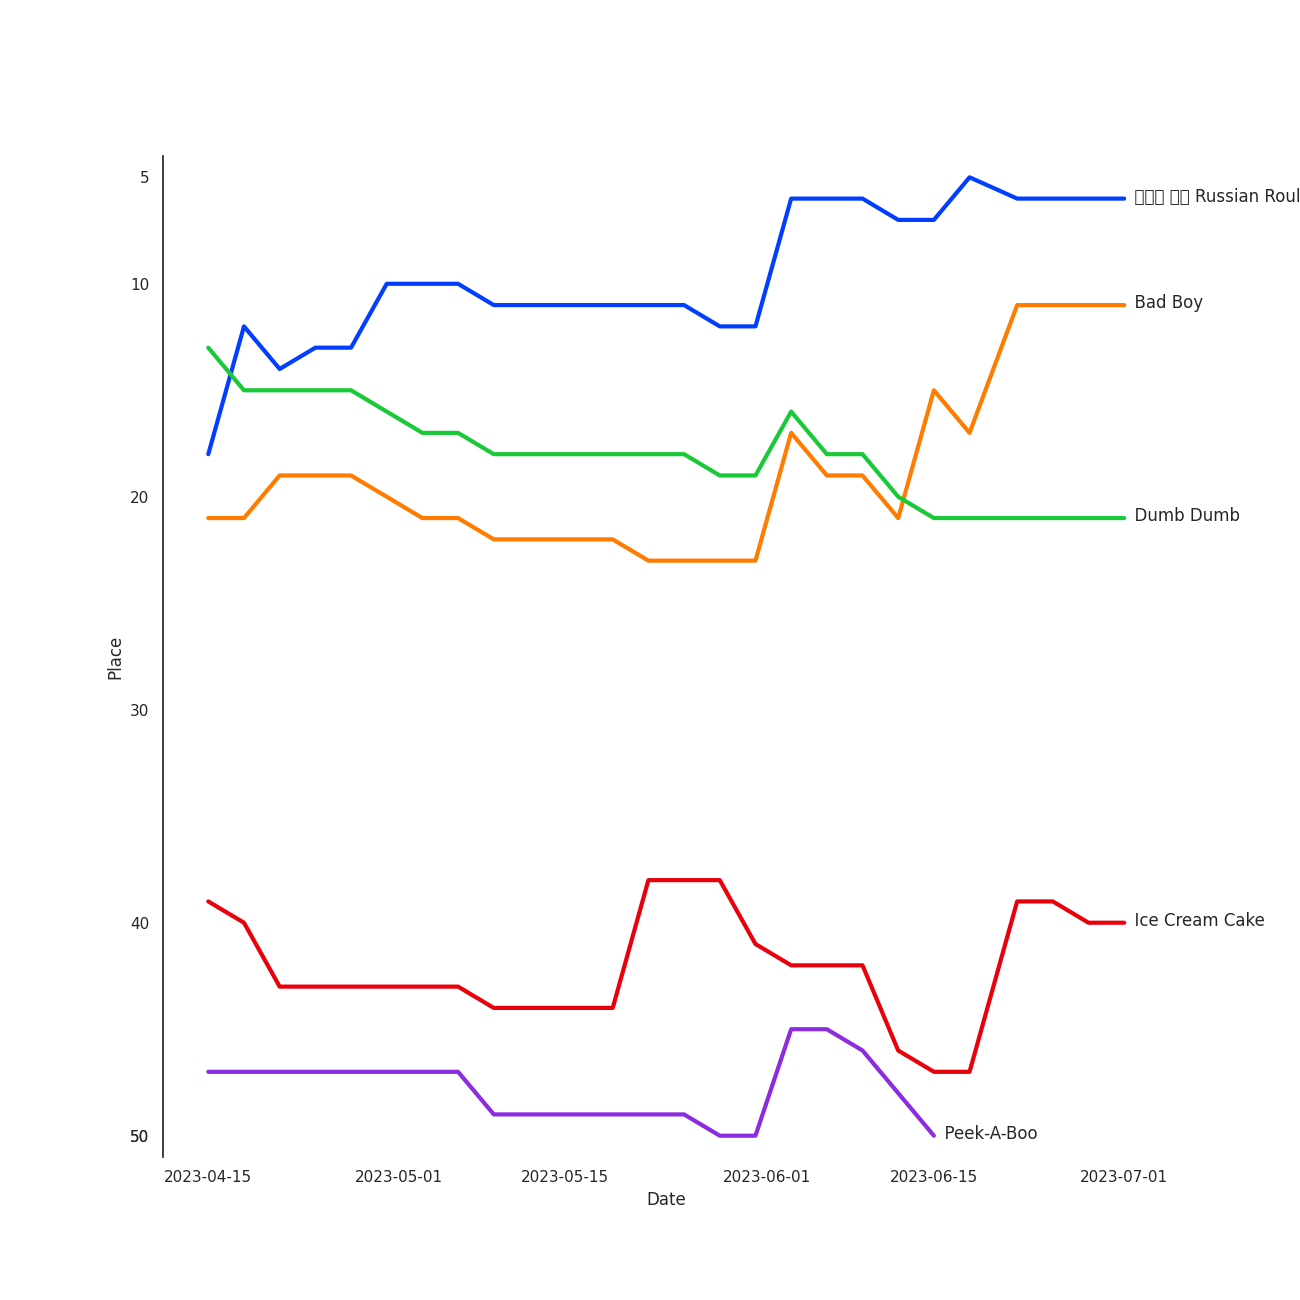 5
10
20
30
40
50
Place
Russian Roul
Bad Boy
Dumb Dumb
Ice Cream Cake
Peek-A-Boo
2023-04-15 2023-05-01 2023-05-15 2023-06-01 2023-06-15 2023-07-01
Date